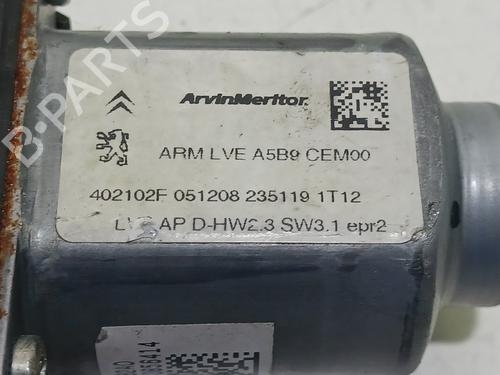 ArvinMeritor
ARM LVE A5B9 CEM00
402102F 051208 235119 1T12
AP D-HW2.3 SW3.1 epr2
B-PARTS